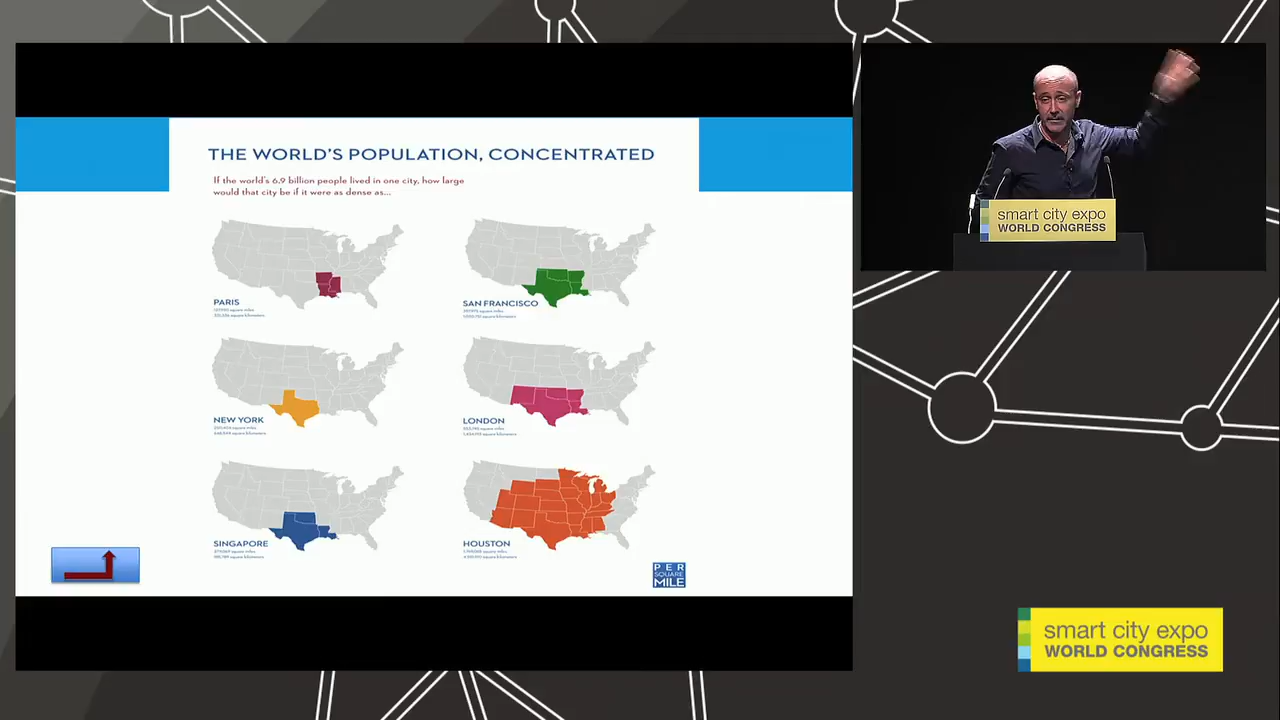 THE WORLD'S POPULATION, CONCENTRATED
If the world's 6.9 billion people lived in one city, how large
would that city be if it were as dense as...
PARIS
SAN FRANCISCO
NEW YORK
LONDON
SINGAPORE
HOUSTON
PER
SQUARE
MILE
smart city expo
WORLD CONGRESS
smart city expo
WORLD CONGRESS